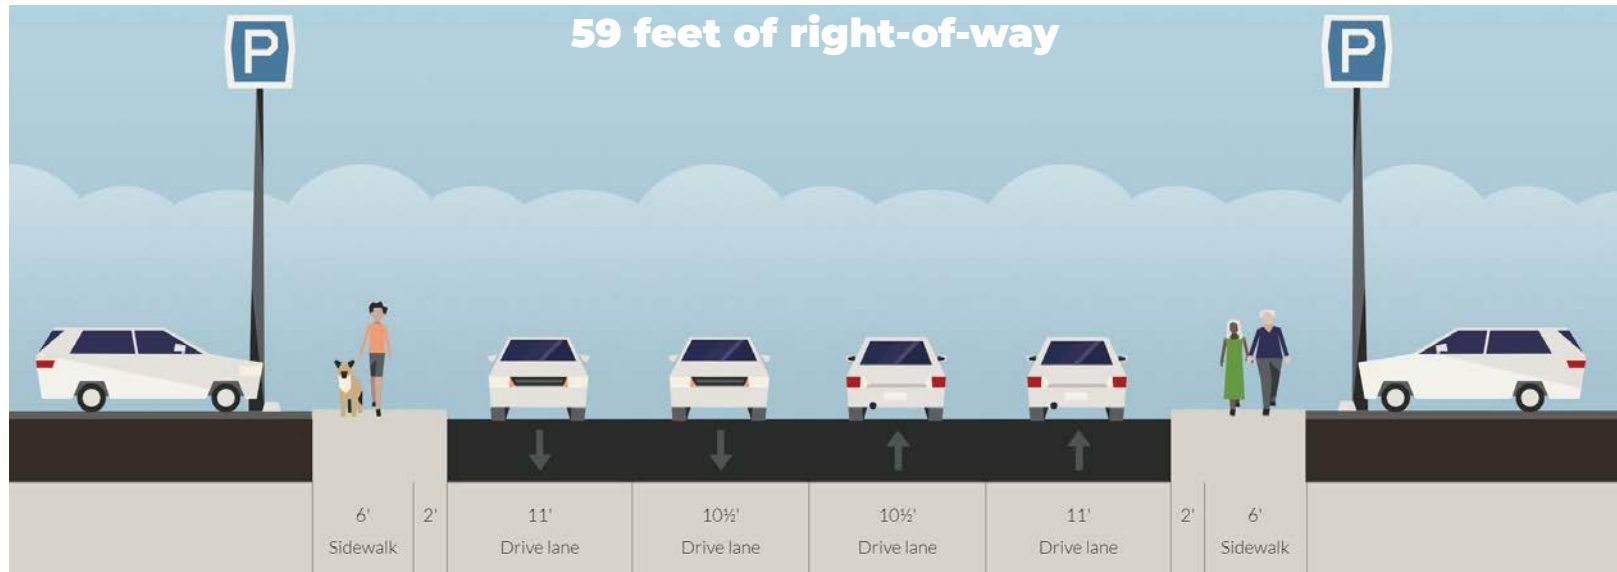 59 feet of right-of-way
P
P
6'
2'
11'
10½'
10½'
11'
2'
6'
Sidewalk
Drive lane
Drive lane
Drive lane
Drive lane
Sidewalk